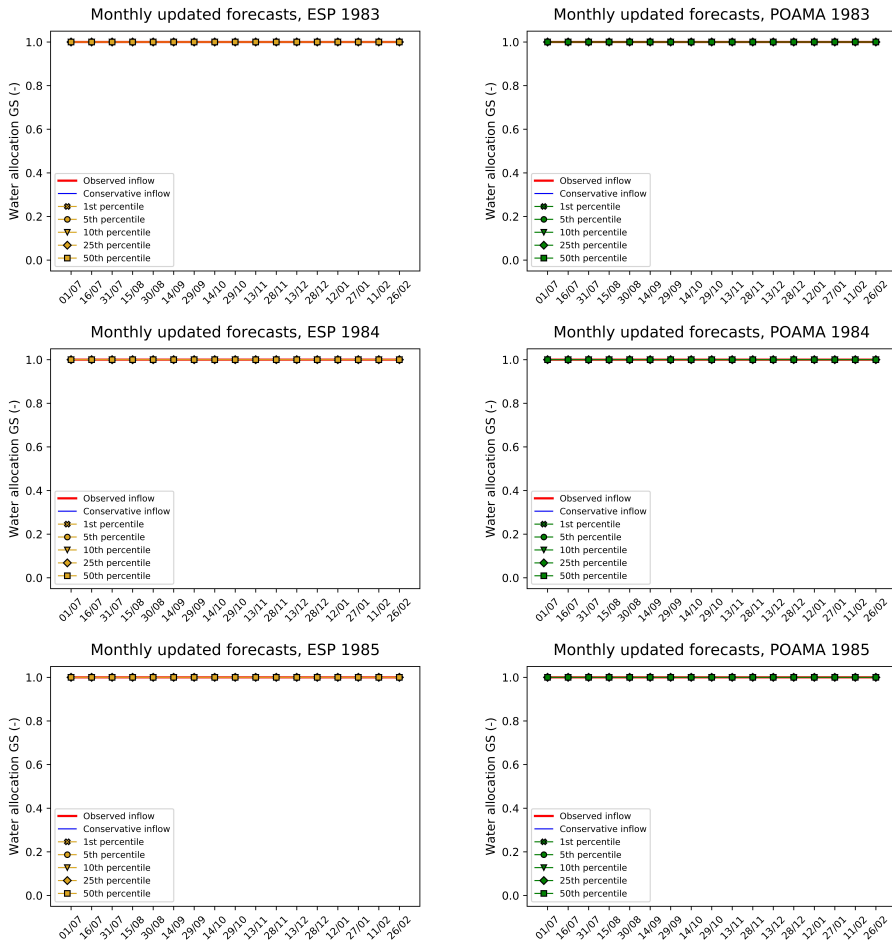 Monthly updated forecasts, ESP 1983
Water allocation GS (-)
1.0
0.8
0.6
0.4
0.2
0.0
Observed inflow
Conservative inflow
1st percentile
5th percentile
10th percentile
25th percentile
50th percentile
01/07 16/07 31/07 15/08 30/08 14/09 29/09 14/10 29/10 13/11 28/11 13/12 28/12 12/01 27/01 11/02 26/02
Monthly updated forecasts, POAMA 1983
Water allocation GS (-)
1.0
0.8
0.6
0.4
0.2
0.0
Observed inflow
Conservative inflow
1st percentile
5th percentile
10th percentile
25th percentile
50th percentile
01/07 16/07 31/07 15/08 30/08 14/09 29/09 14/10 29/10 13/11 28/11 13/12 28/12 12/01 27/01 11/02 26/02
Monthly updated forecasts, ESP 1984
Water allocation GS (-)
1.0
0.8
0.6
0.4
0.2
0.0
Observed inflow
Conservative inflow
1st percentile
5th percentile
10th percentile
25th percentile
50th percentile
01/07 16/07 31/07 15/08 30/08 14/09 29/09 14/10 29/10 13/11 28/11 13/12 28/12 12/01 27/01 11/02 26/02
Monthly updated forecasts, POAMA 1984
Water allocation GS (-)
1.0
0.8
0.6
0.4
0.2
0.0
Observed inflow
Conservative inflow
1st percentile
5th percentile
10th percentile
25th percentile
50th percentile
01/07 16/07 31/07 15/08 30/08 14/09 29/09 14/10 29/10 13/11 28/11 13/12 28/12 12/01 27/01 11/02 26/02
Monthly updated forecasts, ESP 1985
Water allocation GS (-)
1.0
0.8
0.6
0.4
0.2
0.0
Observed inflow
Conservative inflow
1st percentile
5th percentile
10th percentile
25th percentile
50th percentile
01/07 16/07 31/07 15/08 30/08 14/09 29/09 14/10 29/10 13/11 28/11 13/12 28/12 12/01 27/01 11/02 26/02
Monthly updated forecasts, POAMA 1985
Water allocation GS (-)
1.0
0.8
0.6
0.4
0.2
0.0
Observed inflow
Conservative inflow
1st percentile
5th percentile
10th percentile
25th percentile
50th percentile
01/07 16/07 31/07 15/08 30/08 14/09 29/09 14/10 29/10 13/11 28/11 13/12 28/12 12/01 27/01 11/02 26/02